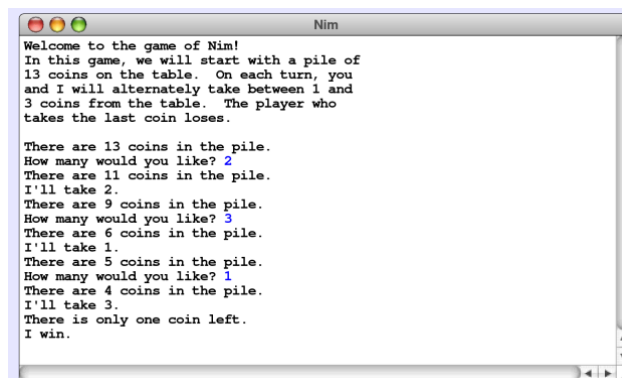 Nim
Welcome to the game of Nim!
In this game, we will start with a pile of
13 coins on the table.  On each turn, you
and I will alternately take between 1 and
3 coins from the table.  The player who
takes the last coin loses.

There are 13 coins in the pile.
How many would you like? 2
There are 11 coins in the pile.
I'll take 2.
There are 9 coins in the pile.
How many would you like? 3
There are 6 coins in the pile.
I'll take 1.
There are 5 coins in the pile.
How many would you like? 1
There are 4 coins in the pile.
I'll take 3.
There is only one coin left.
I win.